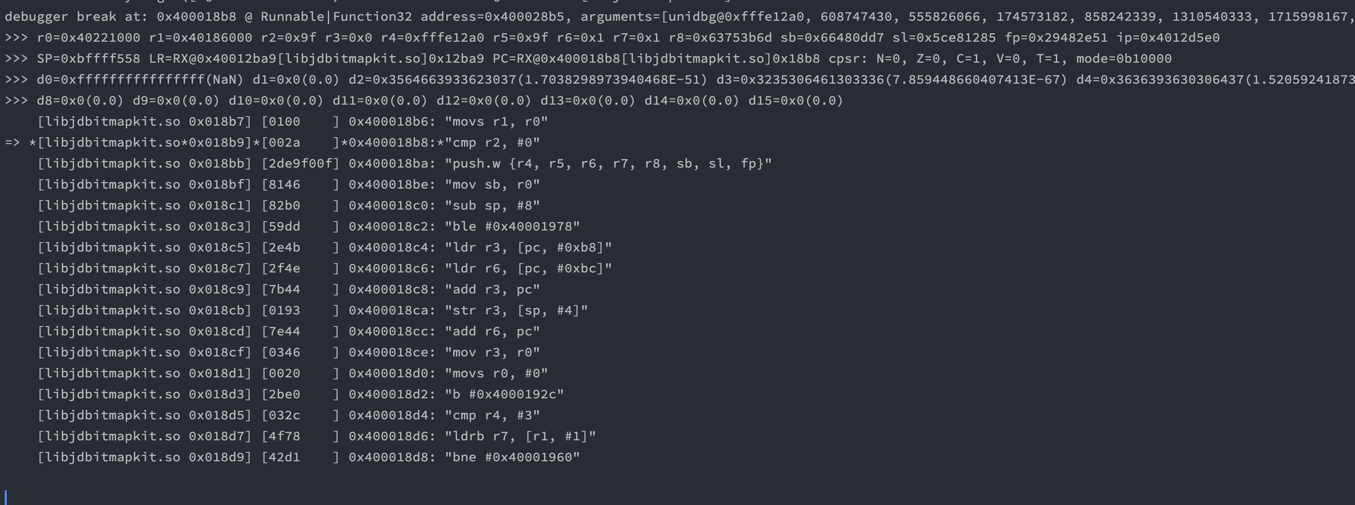 debugger break at: 0x400018b8 @ Runnable|Function32 address=0x400028b5, arguments=[unidbg@0xfffe12a0, 608747430, 555826066, 174573182, 858242339, 1310540333, 1715998167,
>>> r0=0x40221000 r1=0x40186000 r2=0x9f r3=0x0 r4=0xfffe12a0 r5=0x9f r6=0x1 r7=0x1 r8=0x63753b6d sb=0x66480dd7 sl=0x5ce81285 fp=0x29482e51 ip=0x4012d5e0
>>> SP=0xbffff558 LR=RX@0x40012ba9[libjdbitmapkit.so]0x12ba9 PC=RX@0x400018b8[libjdbitmapkit.so]0x18b8 cpsr: N=0, Z=0, C=1, V=0, T=1, mode=0b10000
>>> d0=0xffffffffffffffff(NaN) d1=0x0(0.0) d2=0x3564663933623037(1.7038298973940468E-51) d3=0x3235306461303336(7.859448660407413E-67) d4=0x3636393630306437(1.52059241873
>>> d8=0x0(0.0) d9=0x0(0.0) d10=0x0(0.0) d11=0x0(0.0) d12=0x0(0.0) d13=0x0(0.0) d14=0x0(0.0) d15=0x0(0.0)
[libjdbitmapkit.so 0x018b7] [0100    ] 0x400018b6: "movs r1, r0"
=> *[libjdbitmapkit.so*0x018b9]*[002a    ]*0x400018b8:*"cmp r2, #0"
[libjdbitmapkit.so 0x018bb] [2de9f00f] 0x400018ba: "push.w {r4, r5, r6, r7, r8, sb, sl, fp}"
[libjdbitmapkit.so 0x018bf] [8146    ] 0x400018be: "mov sb, r0"
[libjdbitmapkit.so 0x018c1] [82b0    ] 0x400018c0: "sub sp, #8"
[libjdbitmapkit.so 0x018c3] [59dd    ] 0x400018c2: "ble #0x40001978"
[libjdbitmapkit.so 0x018c5] [2e4b    ] 0x400018c4: "ldr r3, [pc, #0xb8]"
[libjdbitmapkit.so 0x018c7] [2f4e    ] 0x400018c6: "ldr r6, [pc, #0xbc]"
[libjdbitmapkit.so 0x018c9] [7b44    ] 0x400018c8: "add r3, pc"
[libjdbitmapkit.so 0x018cb] [0193    ] 0x400018ca: "str r3, [sp, #4]"
[libjdbitmapkit.so 0x018cd] [7e44    ] 0x400018cc: "add r6, pc"
[libjdbitmapkit.so 0x018cf] [0346    ] 0x400018ce: "mov r3, r0"
[libjdbitmapkit.so 0x018d1] [0020    ] 0x400018d0: "movs r0, #0"
[libjdbitmapkit.so 0x018d3] [2be0    ] 0x400018d2: "b #0x4000192c"
[libjdbitmapkit.so 0x018d5] [032c    ] 0x400018d4: "cmp r4, #3"
[libjdbitmapkit.so 0x018d7] [4f78    ] 0x400018d6: "ldrb r7, [r1, #1]"
[libjdbitmapkit.so 0x018d9] [42d1    ] 0x400018d8: "bne #0x40001960"